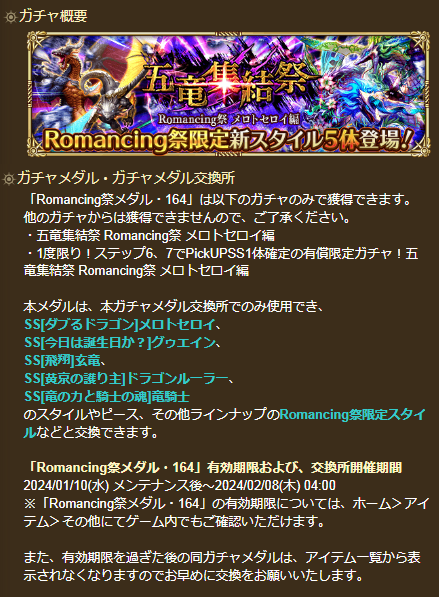 ガチャ概要
五竜集結祭
Romancing祭 メロトセロイ編
Romancing祭限定新スタイル5体登場!!
ガチャメダル・ガチャメダル交換所
「Romancing祭メダル・164」は以下のガチャのみで獲得できます。
他のガチャからは獲得できませんので、ご了承ください。
・五竜集結祭 Romancing祭 メロトセロイ編
・1度限り！ステップ6、7でPickUPSS1体確定の有償限定ガチャ！五
竜集結祭 Romancing祭 メロトセロイ編
本メダルは、本ガチャメダル交換所でのみ使用でき、
SS[ダブるドラゴン]メロトセロイ、
SS[今日は誕生日か？]グゥエイン、
SS[飛翔]玄竜、
SS[黄京の護り主]ドラゴンルーラー、
SS[竜の力と騎士の魂]竜騎士
のスタイルやピース、その他ラインナップのRomancing祭限定スタイ
ルなどと交換できます。
「Romancing祭メダル・164」有効期限および、交換所開催期間
2024/01/10(水) メンテナンス後～2024/02/08(木) 04:00
※「Romancing祭メダル・164」の有効期限については、ホーム＞アイ
テム＞その他にてゲーム内でもご確認いただけます。
また、有効期限を過ぎた後の同ガチャメダルは、アイテム一覧から表
示されなくなりますのでお早めに交換をお願いいたします。